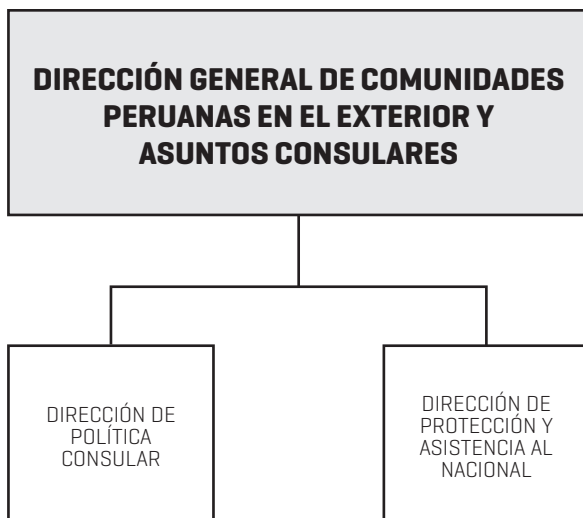 DIRECCIÓN GENERAL DE COMUNIDADES
PERUANAS EN EL EXTERIOR Y
ASUNTOS CONSULARES
DIRECCIÓN DE
POLÍTICA
CONSULAR
DIRECCIÓN DE
PROTECCIÓN Y
ASISTENCIA AL
NACIONAL